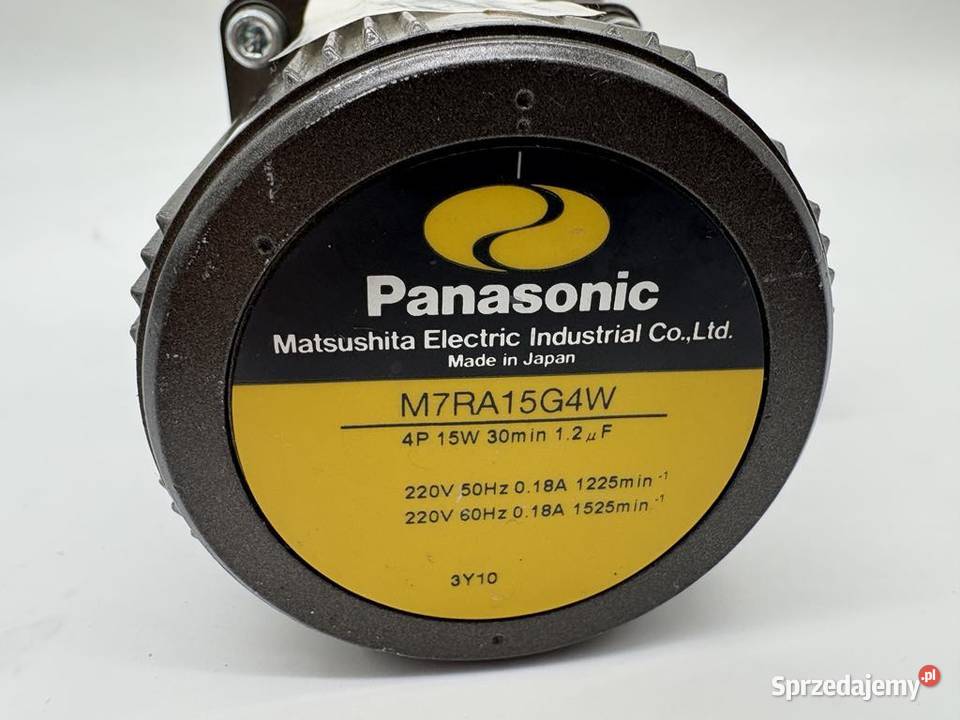 Panasonic
Matsushita Electric Industrial Co.,Ltd.
Made in Japan
M7RA15G4W
4P 15W 30min 1.2μF
220V 50Hz 0.18A 1225min⁻¹
220V 60Hz 0.18A 1525min⁻¹
3Y10
Sprzedajemy.pl